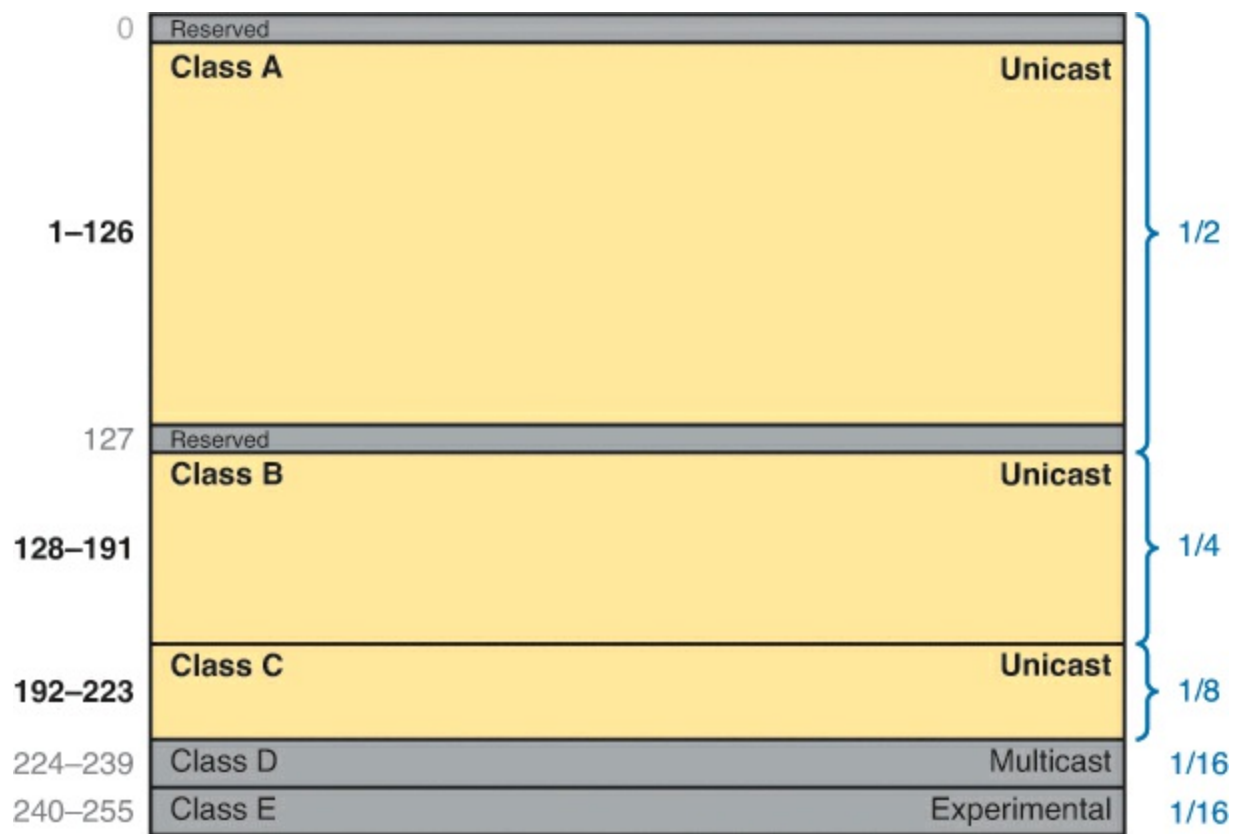 0 Reserved
Class A Unicast
1–126 1/2
127 Reserved
Class B Unicast
128–191 1/4
Class C Unicast
192–223 1/8
224–239 Class D Multicast 1/16
240–255 Class E Experimental 1/16